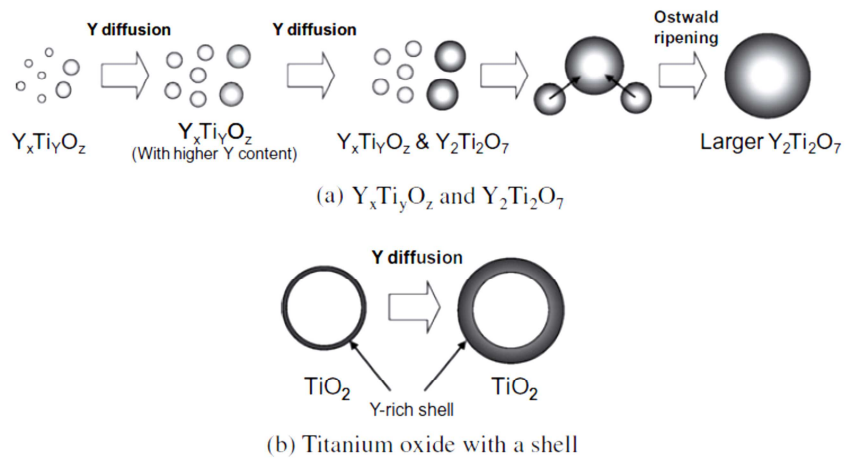 Y diffusion
Y diffusion
Ostwald
ripening
YₓTiYOz
YₓTiYOz
(With higher Y content)
YₓTiYOz & Y₂Ti₂O₇
Larger Y₂Ti₂O₇
(a) YₓTiyOz and Y₂Ti₂O₇
Y diffusion
TiO₂
TiO₂
Y-rich shell
(b) Titanium oxide with a shell